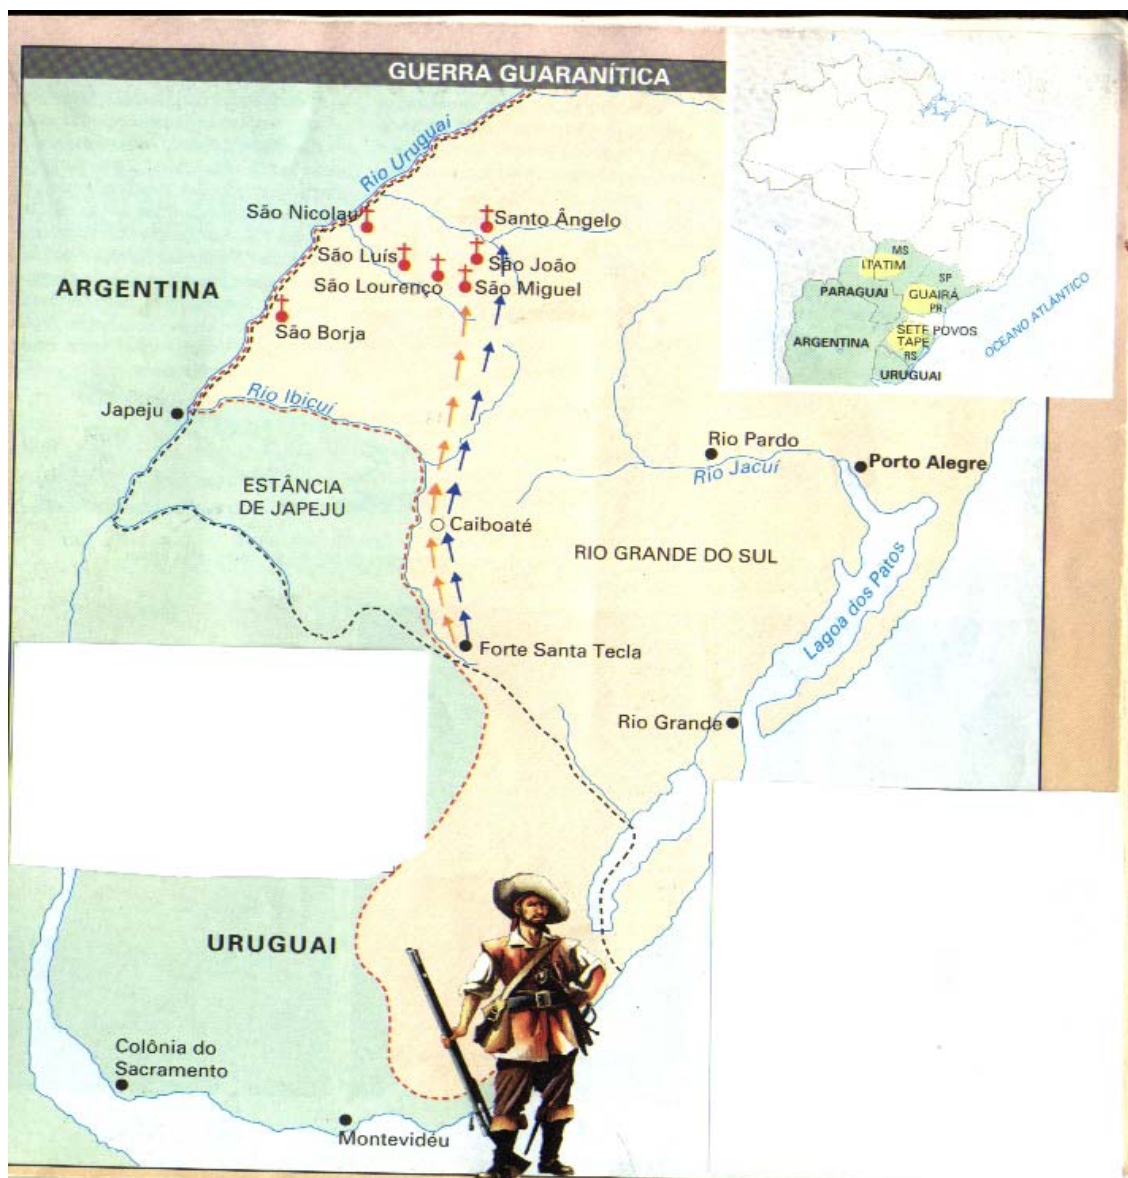 GUERRA GUARANÍTICA
Rio Uruguai
São Nicolau
Santo Ângelo
São Luís
São João
São Lourenço
São Miguel
ARGENTINA
São Borja
Rio Ibicuí
Japeju
ESTÂNCIA
DE JAPEJU
Caiboaté
Rio Pardo
Rio Jacuí
Porto Alegre
RIO GRANDE DO SUL
Lagoa dos Patos
Forte Santa Tecla
Rio Grande
URUGUAI
Colônia do
Sacramento
Montevidéu
MS
ITATIM
SP
PARAGUAI
GUAIRÁ
PR
ARGENTINA
SETE POVOS
TAPE
RS
URUGUAI
OCEANO ATLÂNTICO